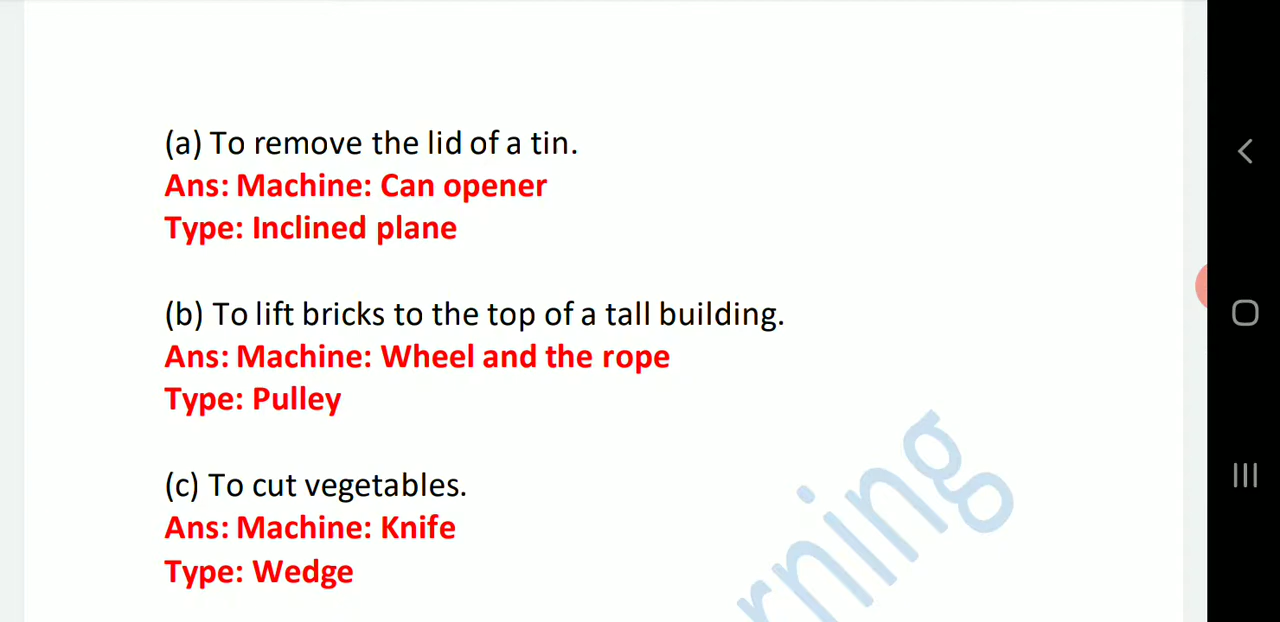 (a) To remove the lid of a tin.
Ans: Machine: Can opener
Type: Inclined plane
(b) To lift bricks to the top of a tall building.
Ans: Machine: Wheel and the rope
Type: Pulley
(c) To cut vegetables.
Ans: Machine: Knife
Type: Wedge